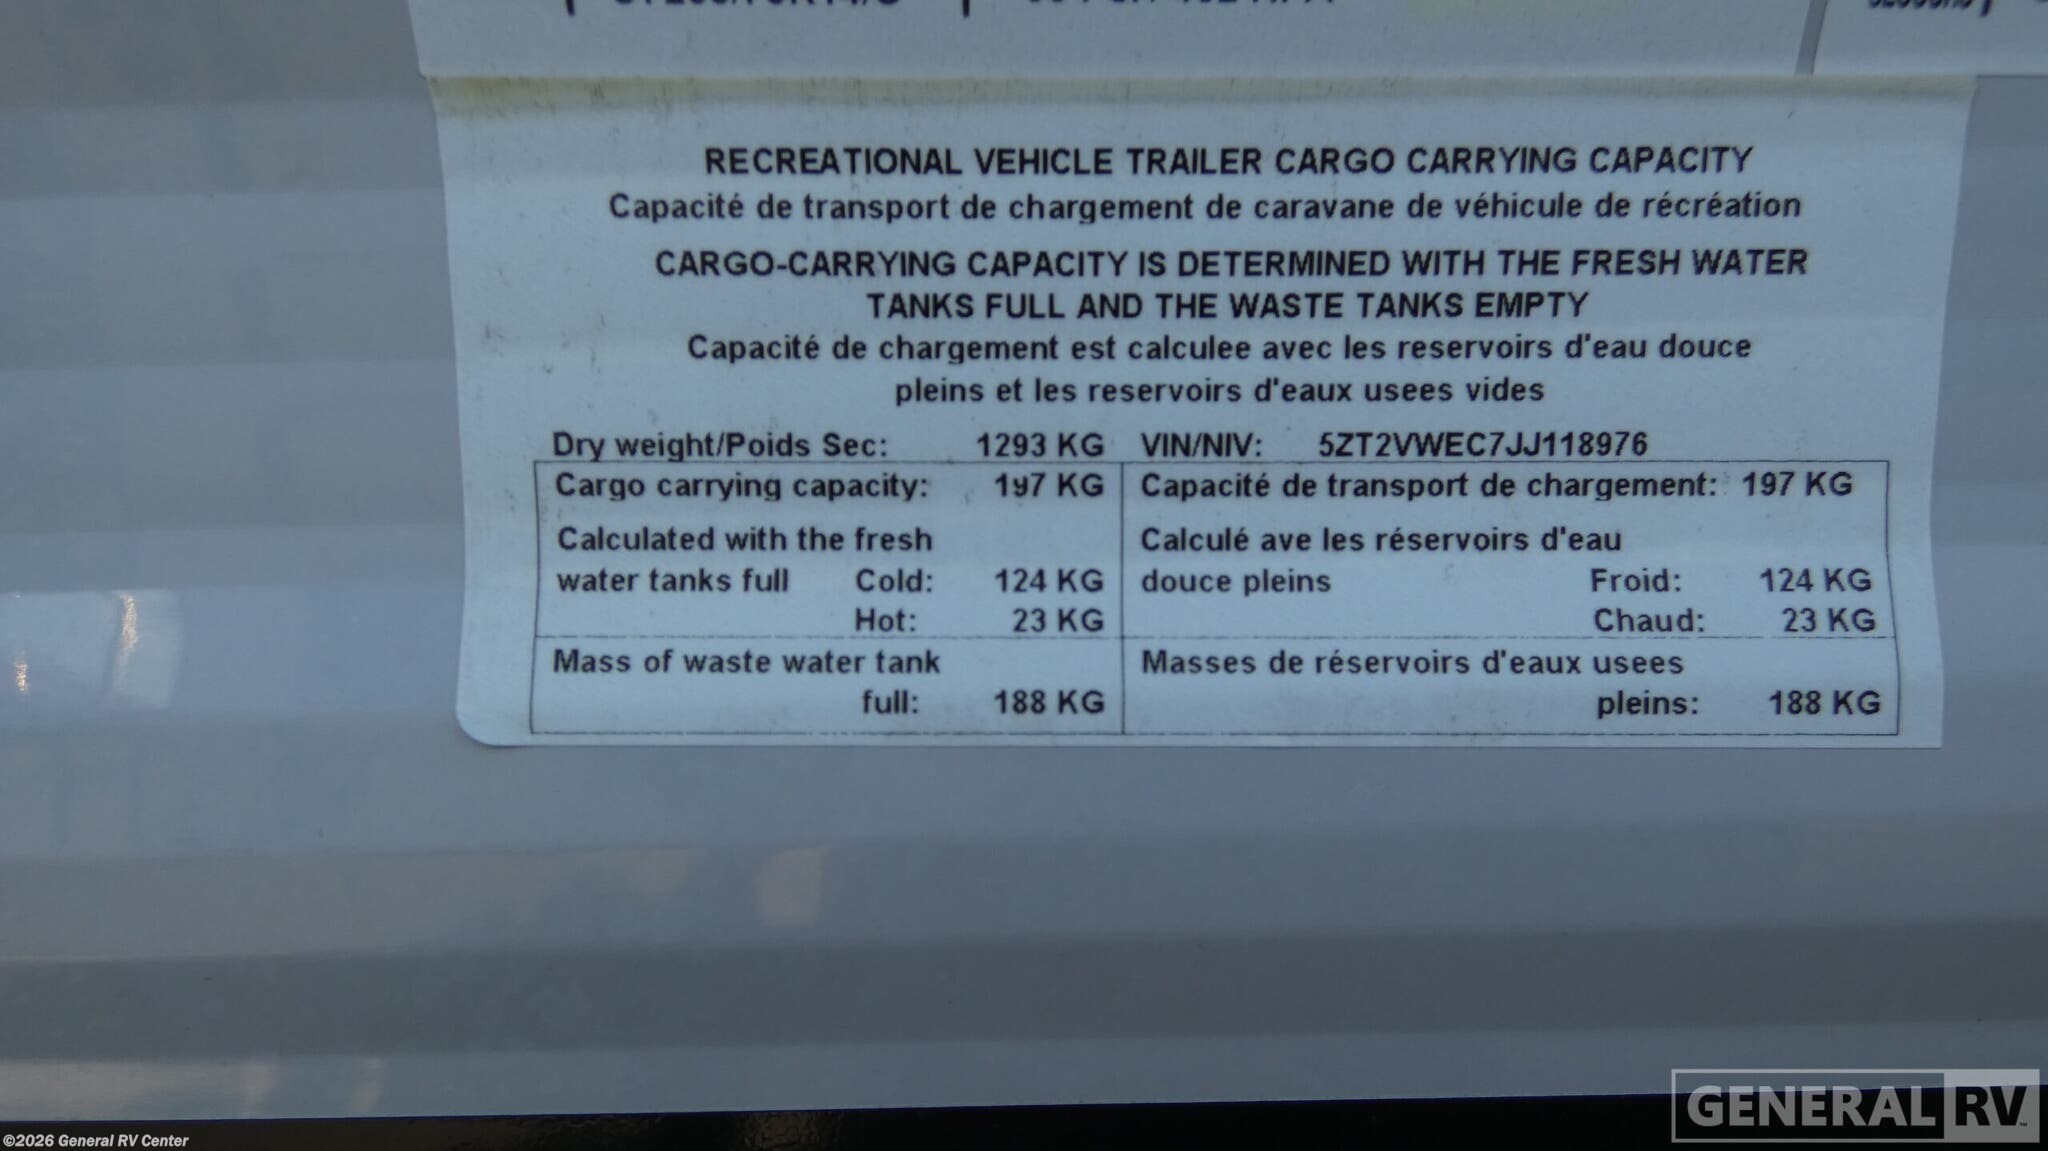 RECREATIONAL VEHICLE TRAILER CARGO CARRYING CAPACITY
Capacité de transport de chargement de caravane de véhicule de récréation
CARGO-CARRYING CAPACITY IS DETERMINED WITH THE FRESH WATER
TANKS FULL AND THE WASTE TANKS EMPTY
Capacité de chargement est calculee avec les reservoirs d'eau douce
pleins et les reservoirs d'eaux usees vides
Dry weight/Poids Sec: 1293 KG VIN/NIV: 5ZT2VWEC7JJ118976
Cargo carrying capacity: 197 KG Capacité de transport de chargement: 197 KG
Calculated with the fresh Calculé ave les réservoirs d'eau
water tanks full Cold: 124 KG douce pleins Froid: 124 KG
Hot: 23 KG Chaud: 23 KG
Mass of waste water tank Masses de réservoirs d'eaux usees
full: 188 KG pleins: 188 KG
GENERAL RV
©2026 General RV Center